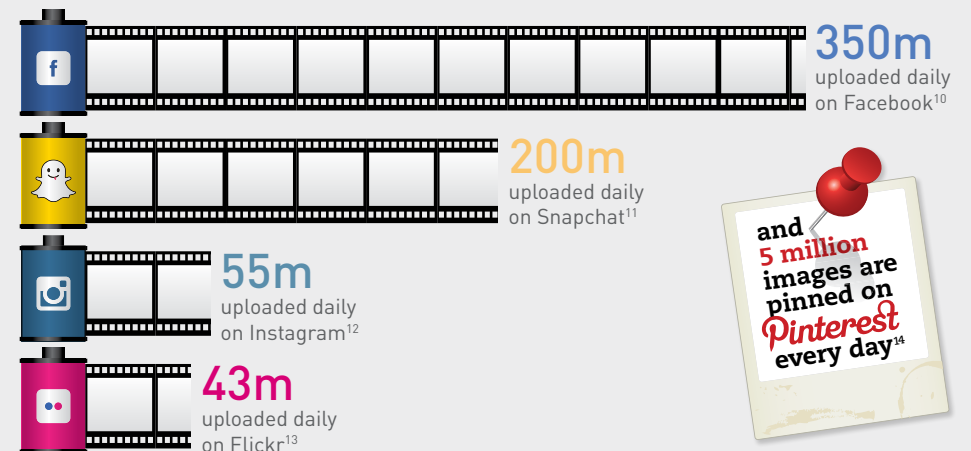 350m
uploaded daily
on Facebook10
200m
uploaded daily
on Snapchat11
55m
uploaded daily
on Instagram12
43m
uploaded daily
on Flickr13
and
5 million
images are
pinned on
Pinterest
every day14